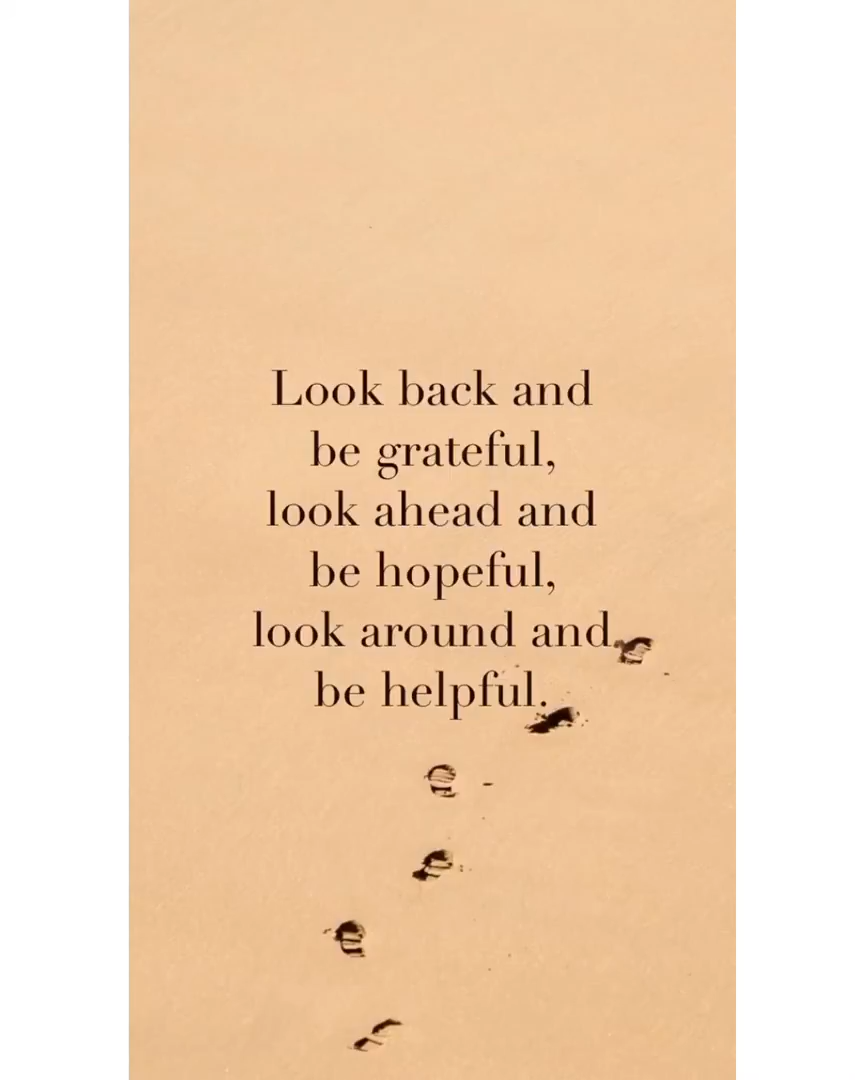 Look back and
be grateful,
look ahead and
be hopeful,
look around and
be helpful.